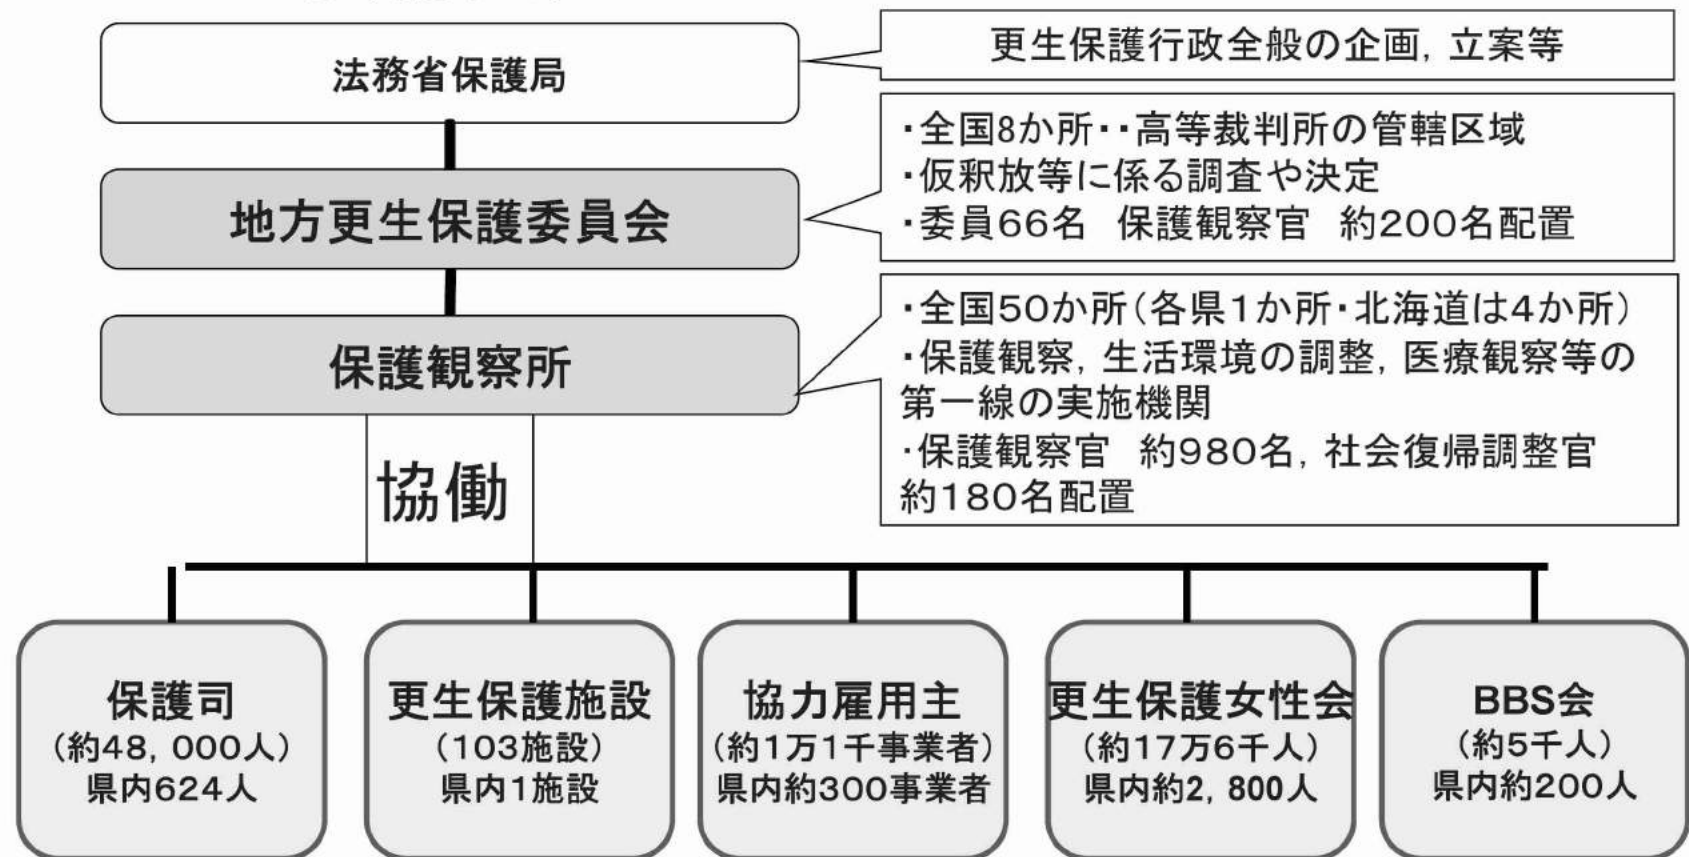 法務省保護局
更生保護行政全般の企画，立案等
地方更生保護委員会
・全国8か所・・高等裁判所の管轄区域
・仮釈放等に係る調査や決定
・委員66名　保護観察官　約200名配置
保護観察所
・全国50か所（各県1か所・北海道は4か所）
・保護観察，生活環境の調整，医療観察等の
第一線の実施機関
・保護観察官　約980名，社会復帰調整官
約180名配置
協働
保護司
（約48，000人）
県内624人
更生保護施設
（103施設）
県内1施設
協力雇用主
（約1万1千事業者）
県内約300事業者
更生保護女性会
（約17万6千人）
県内約2，800人
BBS会
（約5千人）
県内約200人